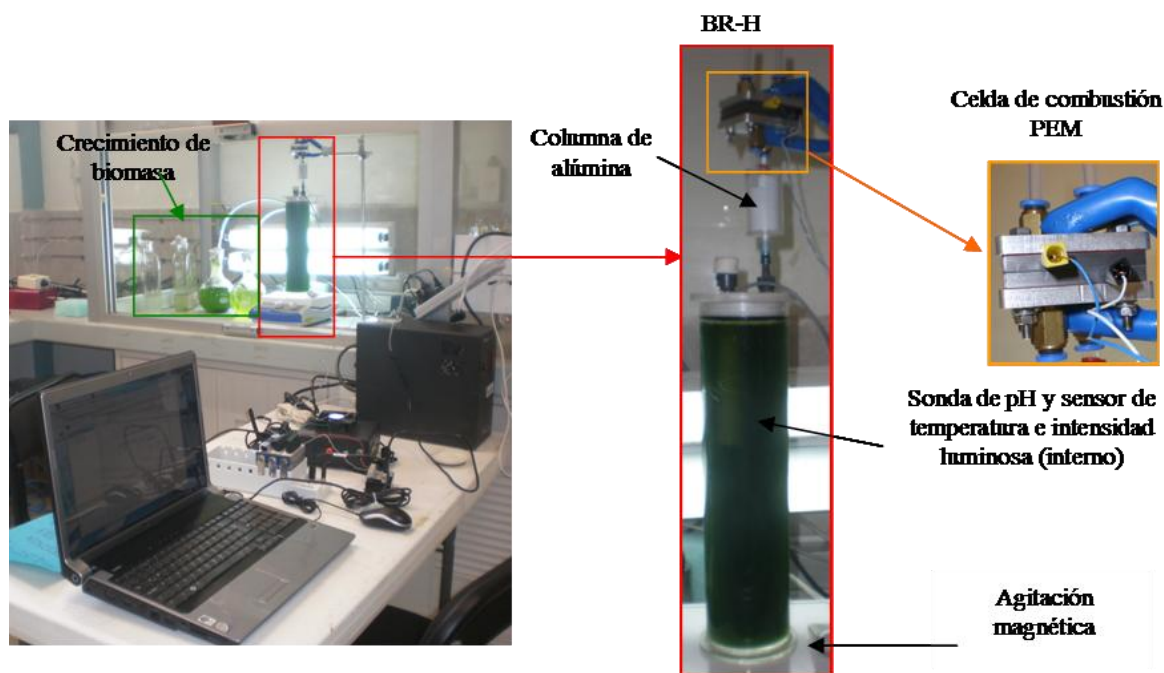 BR-H
Crecimiento de
biomasa
Columna de
alúmina
Celda de combustión
PEM
Sonda de pH y sensor de
temperatura e intensidad
luminosa (interno)
Agitación
magnética